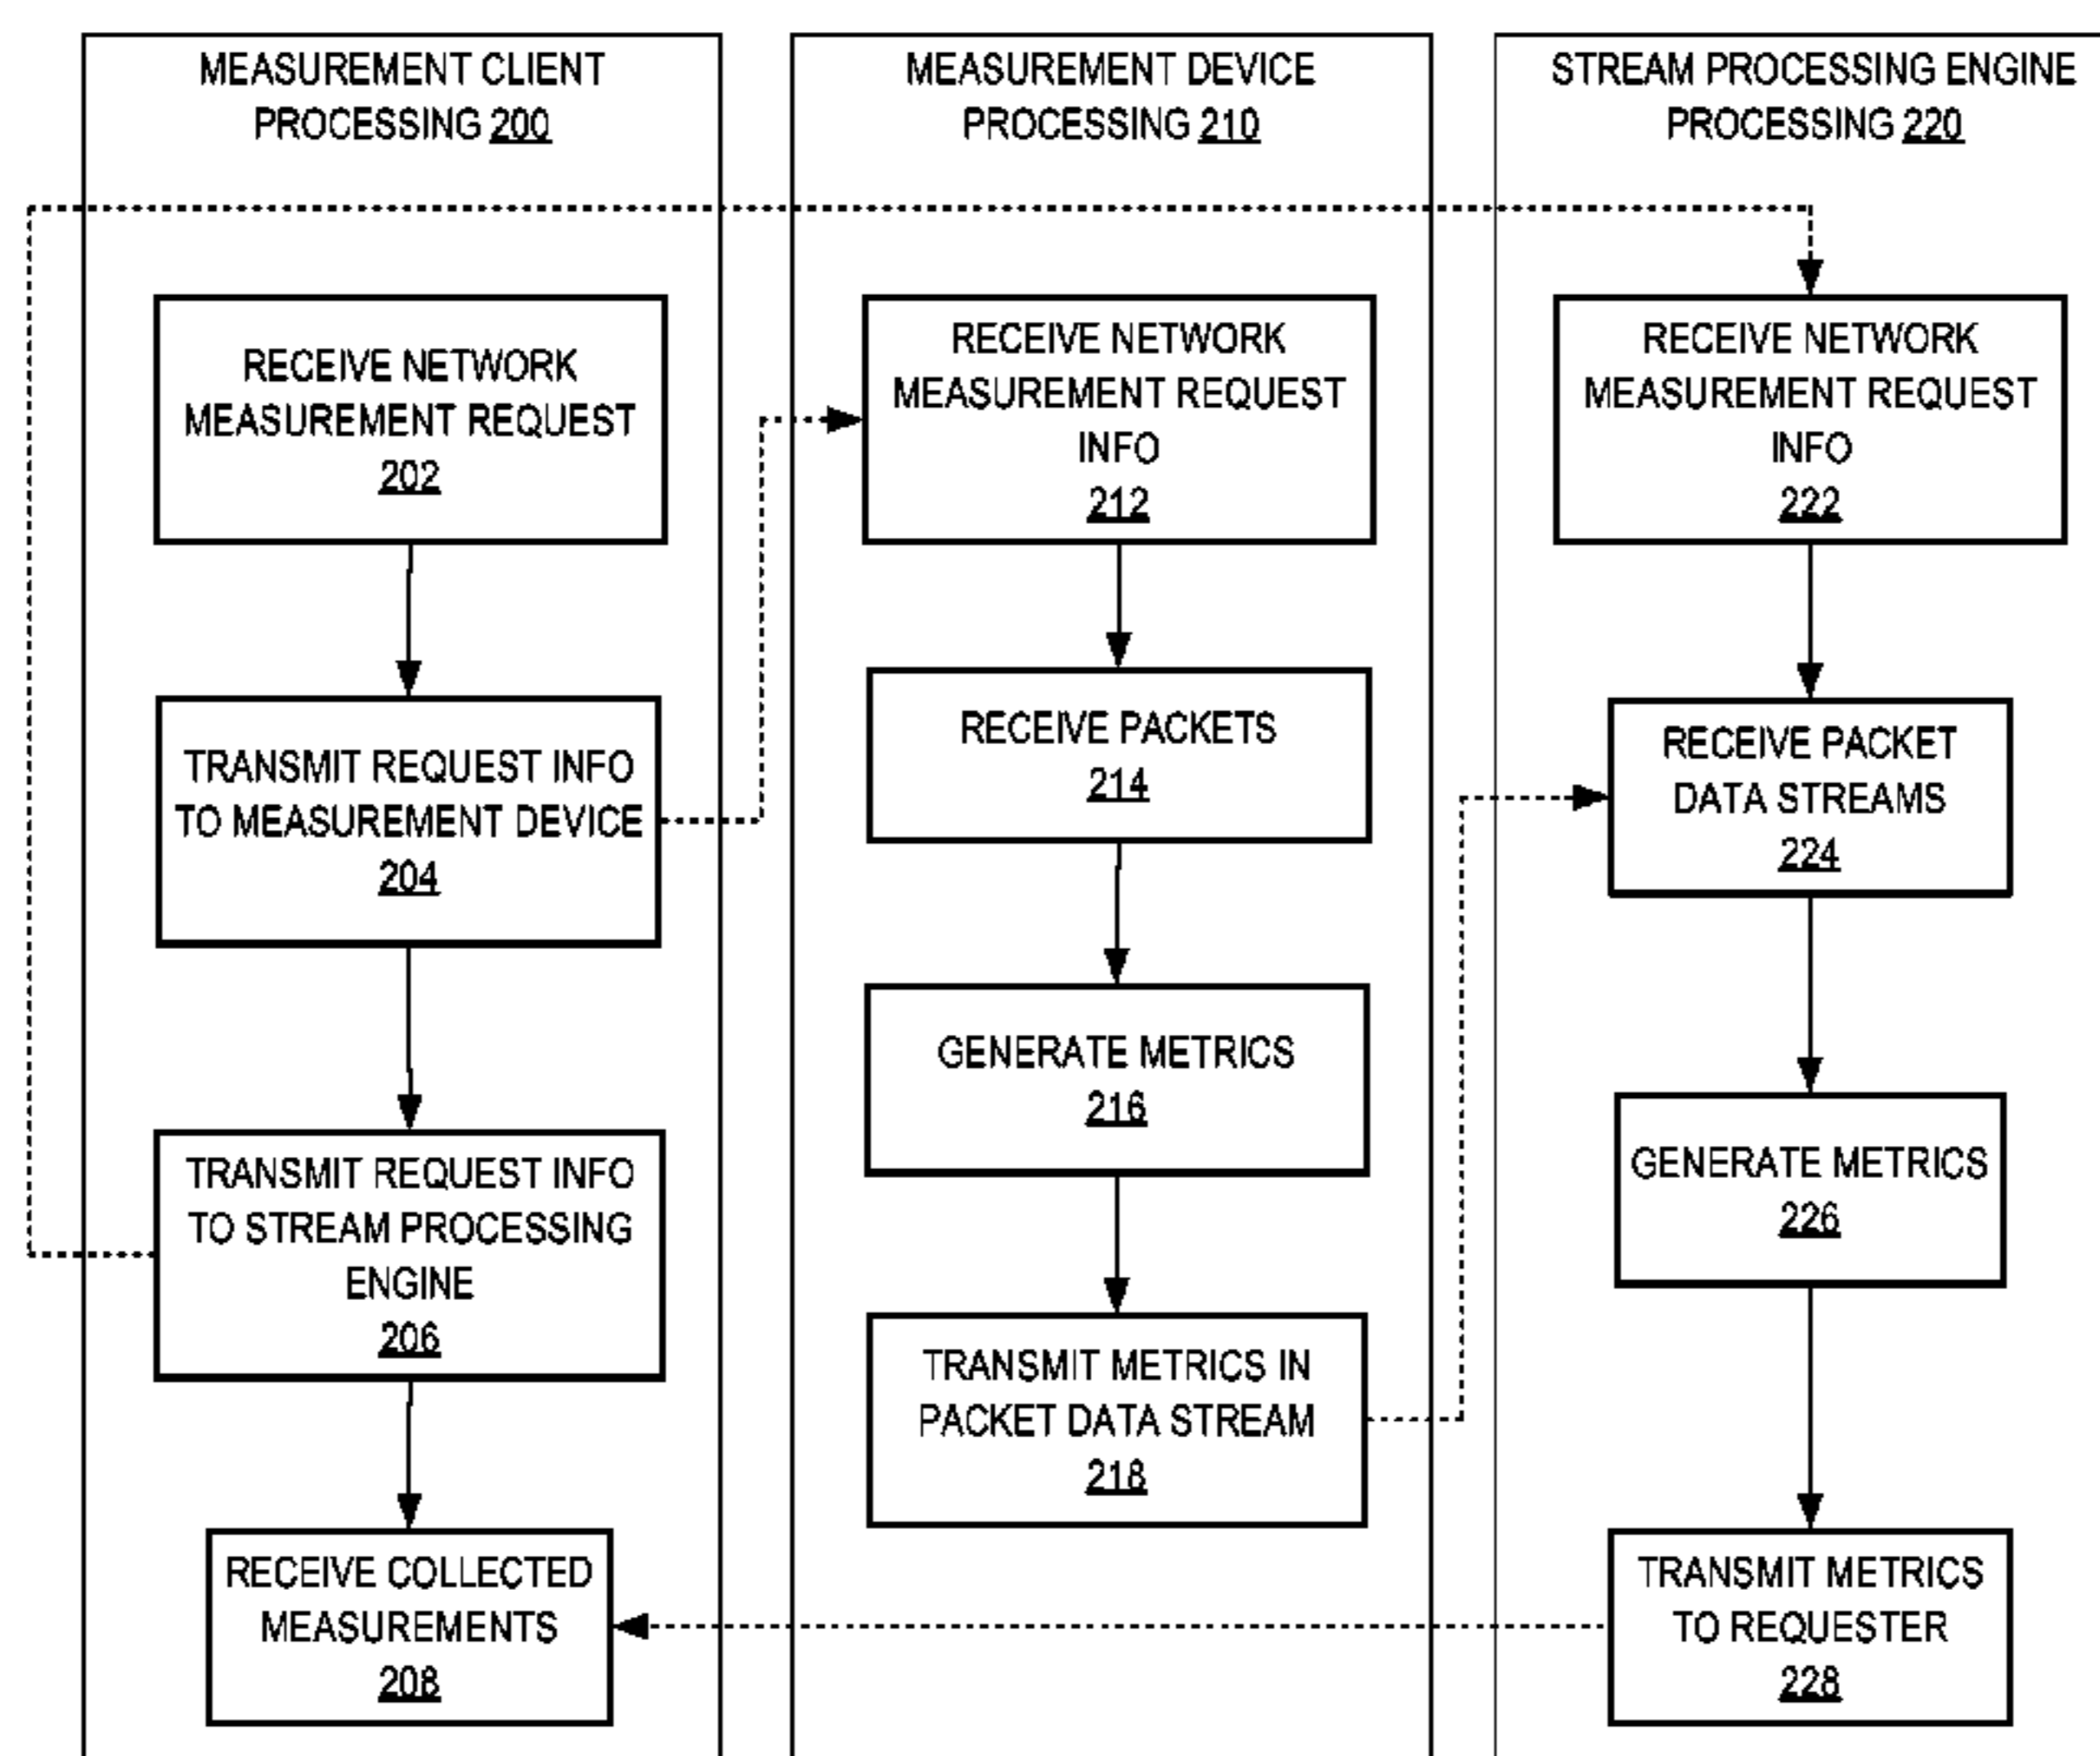 MEASUREMENT CLIENT
PROCESSING 200
RECEIVE NETWORK
MEASUREMENT REQUEST
202
TRANSMIT REQUEST INFO
TO MEASUREMENT DEVICE
204
TRANSMIT REQUEST INFO
TO STREAM PROCESSING
ENGINE
206
RECEIVE COLLECTED
MEASUREMENTS
208
MEASUREMENT DEVICE
PROCESSING 210
RECEIVE NETWORK
MEASUREMENT REQUEST
INFO
212
RECEIVE PACKETS
214
GENERATE METRICS
216
TRANSMIT METRICS IN
PACKET DATA STREAM
218
STREAM PROCESSING ENGINE
PROCESSING 220
RECEIVE NETWORK
MEASUREMENT REQUEST
INFO
222
RECEIVE PACKET
DATA STREAMS
224
GENERATE METRICS
226
TRANSMIT METRICS
TO REQUESTER
228